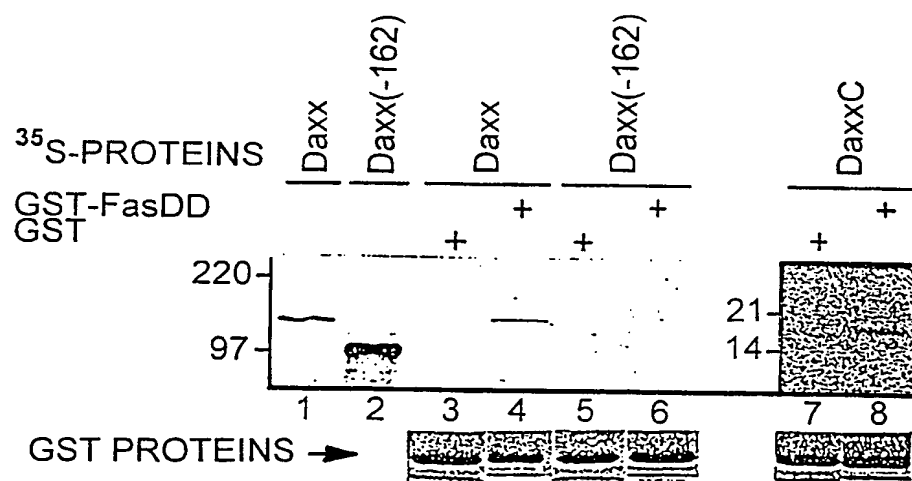 Daxx Daxx(-162) Daxx Daxx(-162) DaxxC
35S-PROTEINS
GST-FasDD + + +
GST + + +
220 21
97 14
1 2 3 4 5 6 7 8
GST PROTEINS →